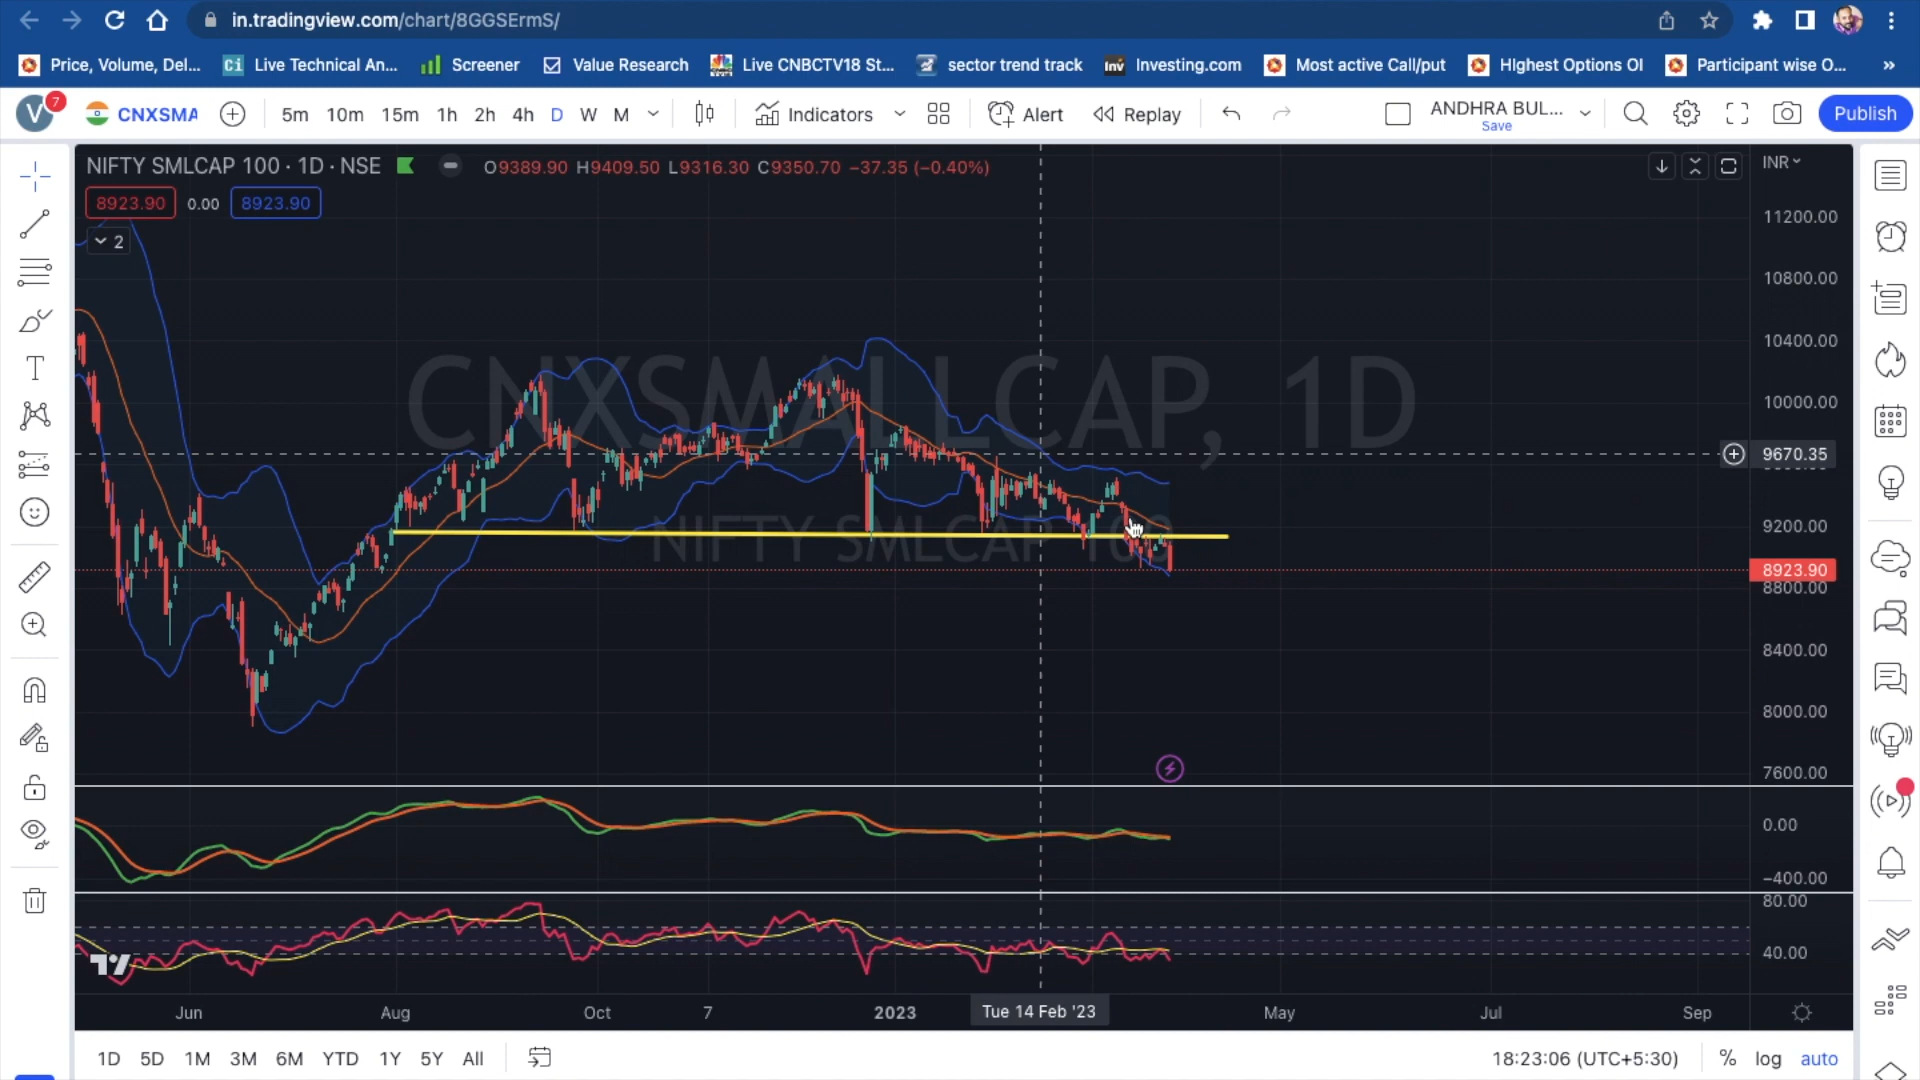 in.tradingview.com/chart/8GGSErmS/
Price, Volume, Del... Ci Live Technical An... Screener Value Research Live CNBCTV18 St... sector trend track Inv Investing.com Most active Call/put HIghest Options OI Participant wise O... »
V 7 CNXSMA 5m 10m 15m 1h 2h 4h D W M Indicators Alert Replay ANDHRA BUL... Save Publish
NIFTY SMLCAP 100 · 1D · NSE O9389.90 H9409.50 L9316.30 C9350.70 −37.35 (−0.40%) INR
8923.90 0.00 8923.90
2
11200.00
10800.00
10400.00
CNXSMALLCAP, 1D
10000.00
9670.35
NIFTY SMLCAP 100
9200.00
8923.90
8800.00
8400.00
8000.00
7600.00
0.00
−400.00
80.00
40.00
Jun Aug Oct 7 2023 Tue 14 Feb '23 May Jul Sep
1D 5D 1M 3M 6M YTD 1Y 5Y All 18:23:06 (UTC+5:30) % log auto